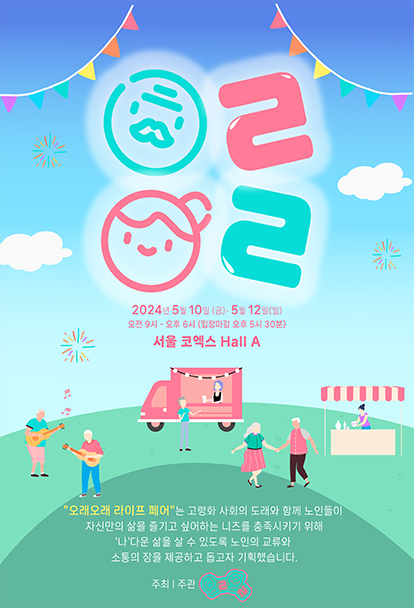 2024년 5월 10일 (금)- 5월 12일(일)
오전 9시 - 오후 6시 (입장마감 오후 5시 30분)
서울 코엑스 Hall A
"오래오래 라이프 페어"는 고령화 사회의 도래와 함께 노인들이
자신만의 삶을 즐기고 싶어하는 니즈를 충족시키기 위해
'나'다운 삶을 살 수 있도록 노인의 교류와
소통의 장을 제공하고 돕고자 기획했습니다.
주최 I 주관